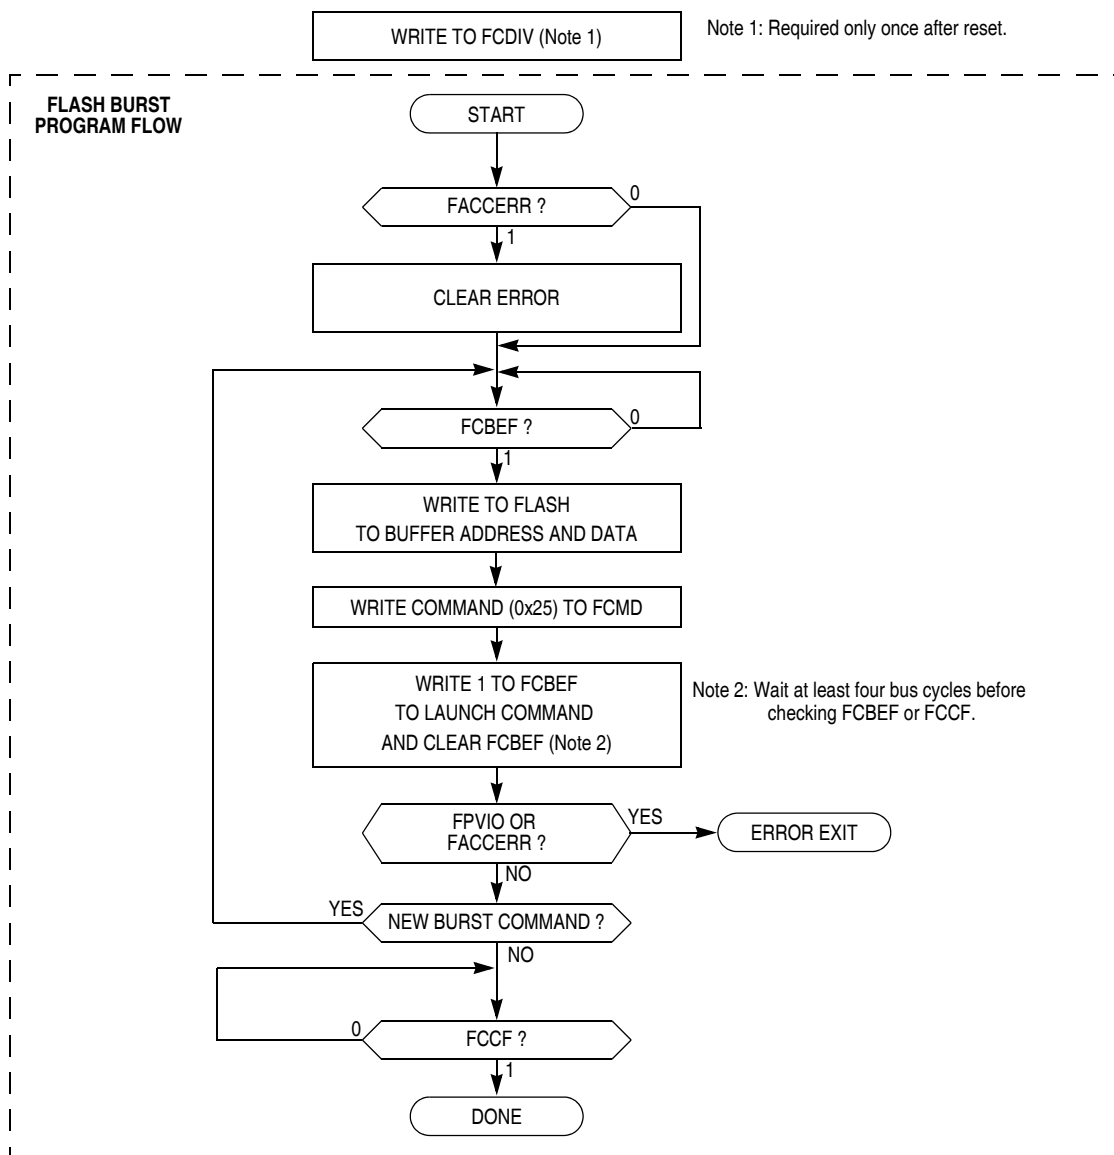 WRITE TO FCDIV (Note 1)
Note 1: Required only once after reset.
FLASH BURST
PROGRAM FLOW
START
FACCERR ?
0
1
CLEAR ERROR
FCBEF ?
0
1
WRITE TO FLASH
TO BUFFER ADDRESS AND DATA
WRITE COMMAND (0x25) TO FCMD
WRITE 1 TO FCBEF
TO LAUNCH COMMAND
AND CLEAR FCBEF (Note 2)
Note 2: Wait at least four bus cycles before
checking FCBEF or FCCF.
FPVIO OR
FACCERR ?
YES
ERROR EXIT
NO
YES
NEW BURST COMMAND ?
NO
0
FCCF ?
1
DONE